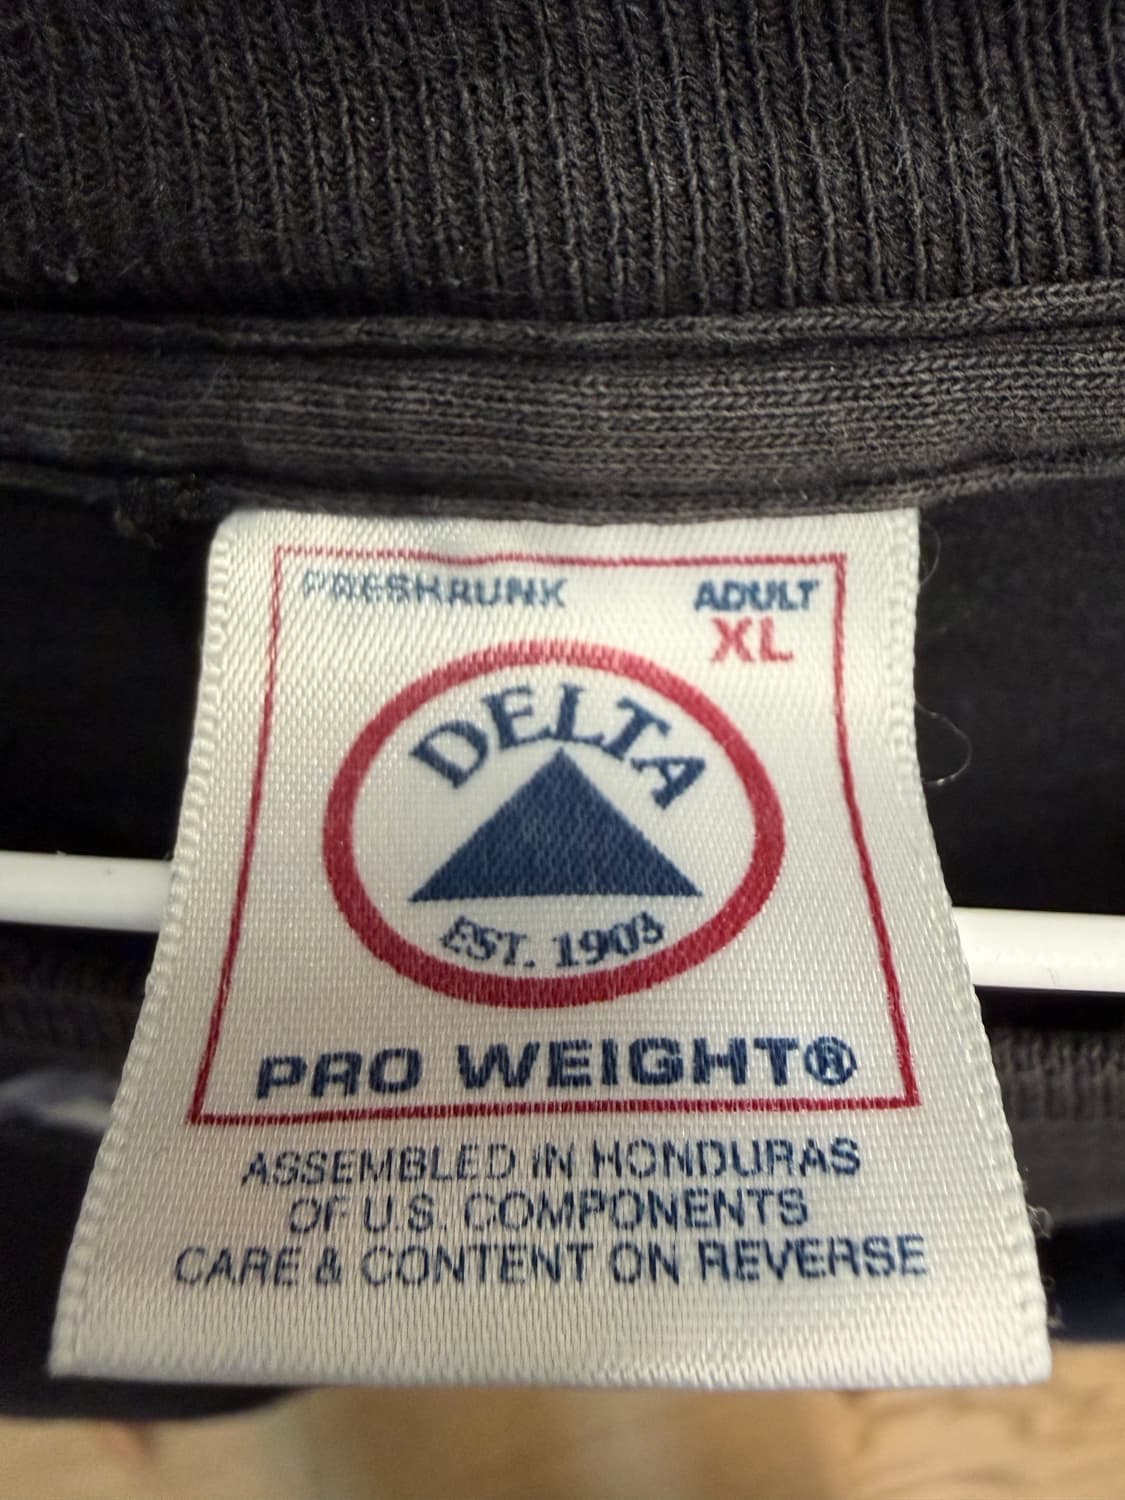 PRESHRUNK
ADULT
XL
DELTA
EST. 1903
PRO WEIGHT®
ASSEMBLED IN HONDURAS
OF U.S. COMPONENTS
CARE & CONTENT ON REVERSE